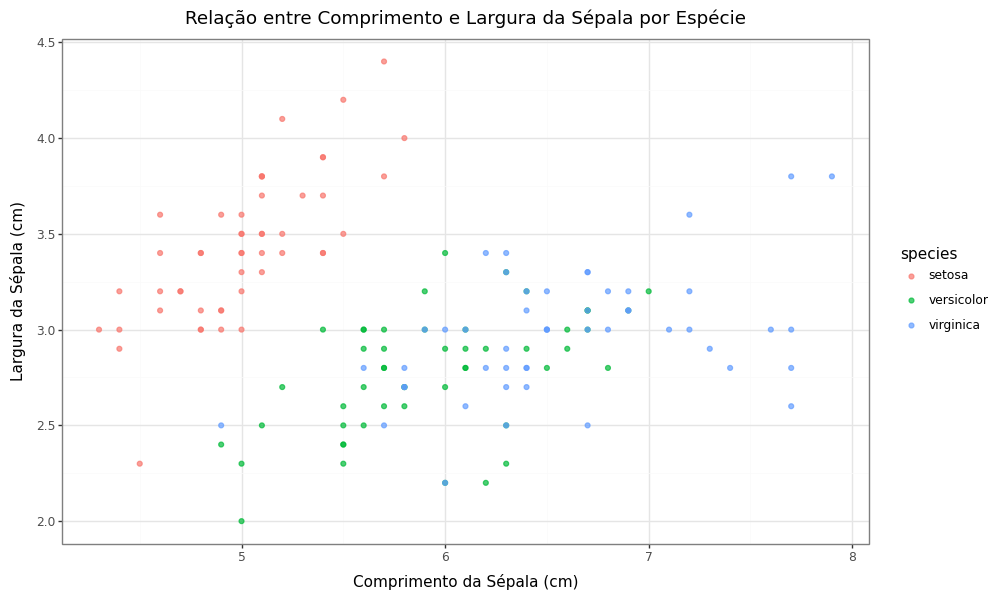 Relação entre Comprimento e Largura da Sépala por Espécie
Largura da Sépala (cm)
4.5
4.0
3.5
3.0
2.5
2.0
5 6 7 8
Comprimento da Sépala (cm)
species
setosa
versicolor
virginica